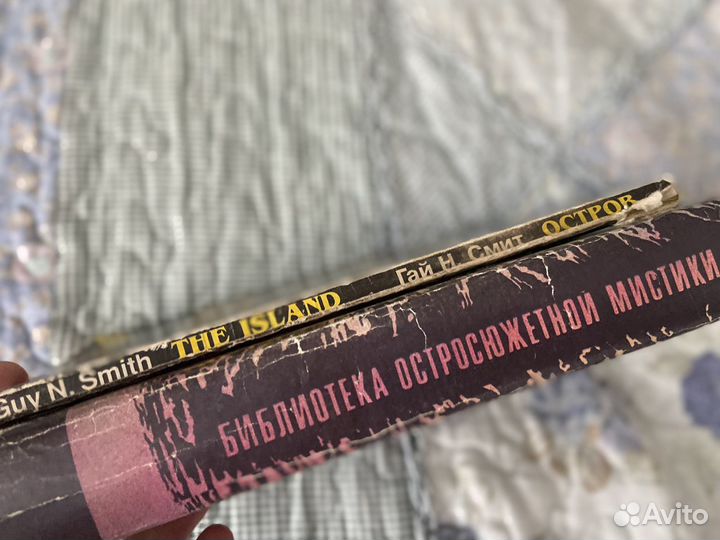 Guy N. Smith THE ISLAND Гай Н. Смит ОСТРОВ
БИБЛИОТЕКА ОСТРОСЮЖЕТНОЙ МИСТИКИ
Avito